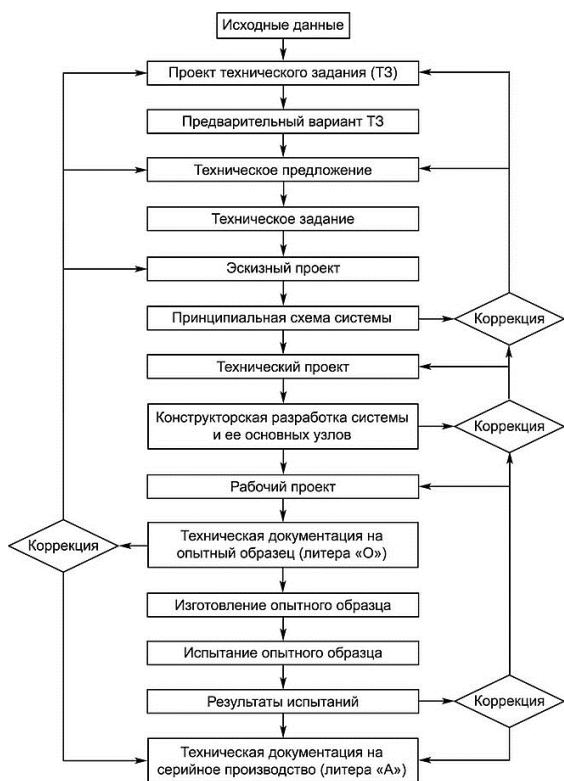 Исходные данные
Проект технического задания (ТЗ)
Предварительный вариант ТЗ
Техническое предложение
Техническое задание
Эскизный проект
Принципиальная схема системы
Коррекция
Технический проект
Конструкторская разработка системы
и ее основных узлов
Коррекция
Рабочий проект
Коррекция
Техническая документация на
опытный образец (литера «О»)
Изготовление опытного образца
Испытание опытного образца
Результаты испытаний
Коррекция
Техническая документация на
серийное производство (литера «А»)